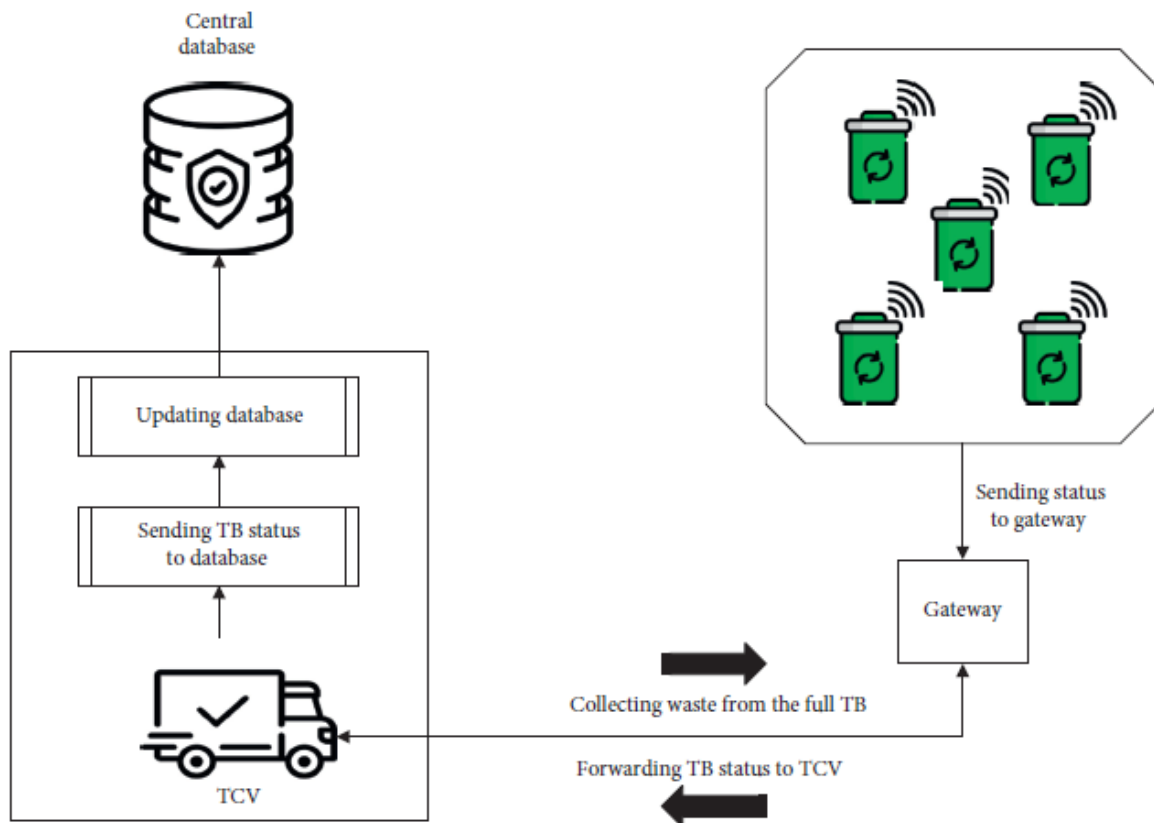 Central
database
Updating database
Sending TB status
to database
TCV
Sending status
to gateway
Gateway
Collecting waste from the full TB
Forwarding TB status to TCV